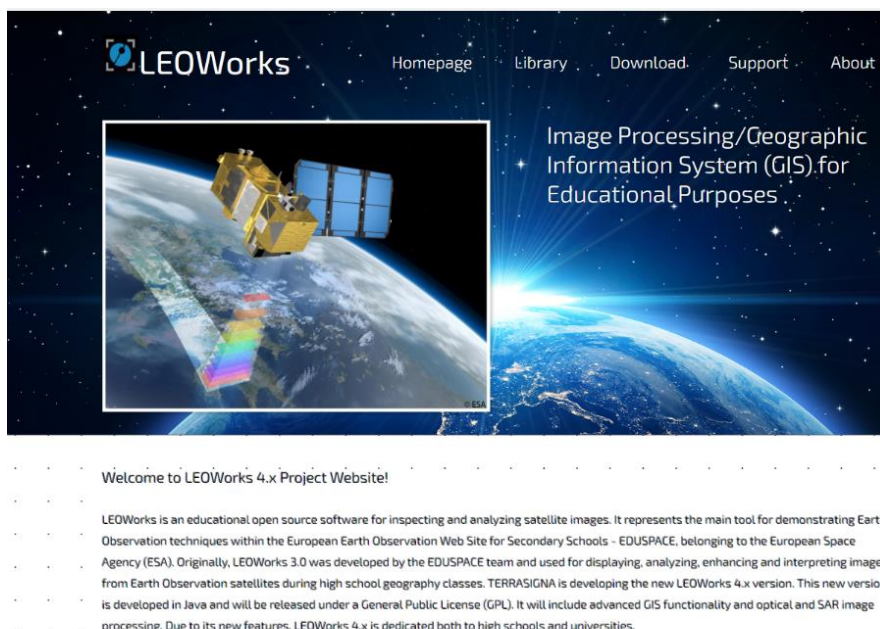 LEOWorks
Homepage Library Download Support About
Image Processing/Geographic
Information System (GIS) for
Educational Purposes
© ESA
Welcome to LEOWorks 4.x Project Website!
LEOWorks is an educational open source software for inspecting and analyzing satellite images. It represents the main tool for demonstrating Eart
Observation techniques within the European Earth Observation Web Site for Secondary Schools - EDUSPACE, belonging to the European Space
Agency (ESA). Originally, LEOWorks 3.0 was developed by the EDUSPACE team and used for displaying, analyzing, enhancing and interpreting image
from Earth Observation satellites during high school geography classes. TERRASIGNA is developing the new LEOWorks 4.x version. This new versio
is developed in Java and will be released under a General Public License (GPL). It will include advanced GIS functionality and optical and SAR image
processing. Due to its new features, LEOWorks 4.x is dedicated both to high schools and universities.